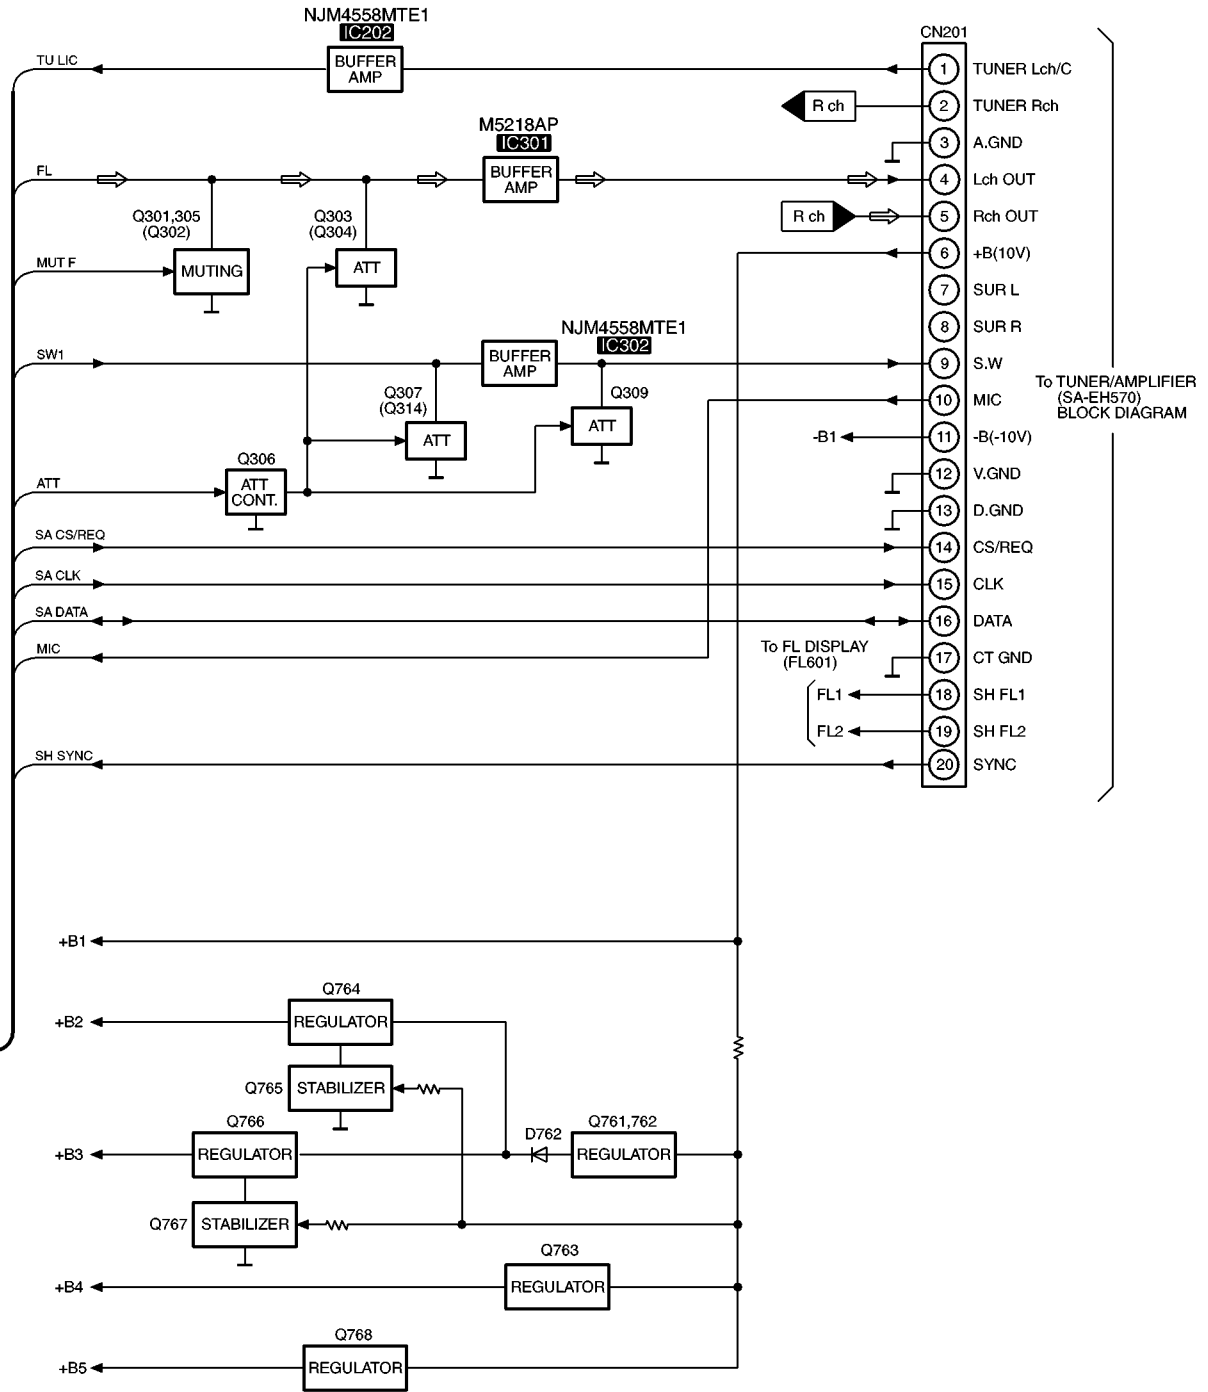 NJM4558MTE1
IC202
CN201
TU LIC
BUFFER
AMP
1
TUNER Lch/C
R ch
2
TUNER Rch
M5218AP
IC301
3
A.GND
FL
BUFFER
AMP
4
Lch OUT
Q301,305
(Q302)
Q303
(Q304)
R ch
5
Rch OUT
6
+B(10V)
MUT F
MUTING
ATT
7
SUR L
NJM4558MTE1
IC302
8
SUR R
SW1
BUFFER
AMP
9
S.W
To TUNER/AMPLIFIER
(SA-EH570)
BLOCK DIAGRAM
Q307
(Q314)
Q309
10
MIC
ATT
ATT
-B1
11
-B(-10V)
Q306
12
V.GND
ATT
ATT
CONT.
13
D.GND
SA CS/REQ
14
CS/REQ
SA CLK
15
CLK
SA DATA
16
DATA
MIC
To FL DISPLAY
(FL601)
17
CT GND
FL1
18
SH FL1
FL2
19
SH FL2
SH SYNC
20
SYNC
+B1
Q764
+B2
REGULATOR
Q765
STABILIZER
Q766
D762
Q761,762
+B3
REGULATOR
REGULATOR
Q767
STABILIZER
Q763
+B4
REGULATOR
Q768
+B5
REGULATOR